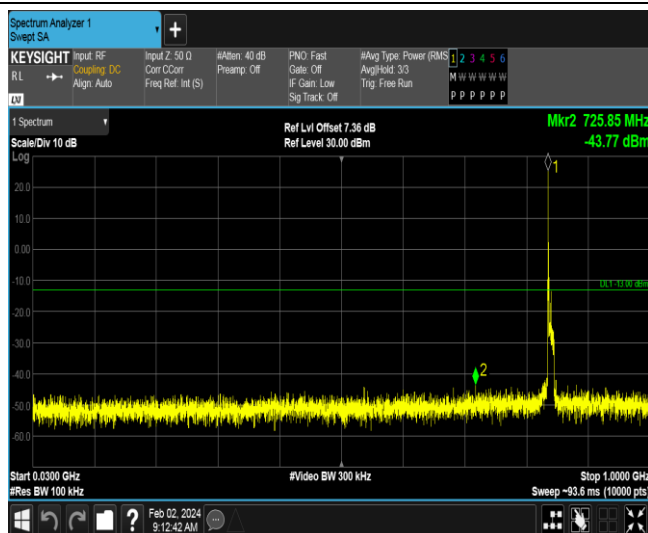 Spectrum Analyzer 1
Swept SA
KEYSIGHT
RL
LXI
Input: RF
Coupling: DC
Align: Auto
Input Z: 50 Ω
Corr CCorr
Freq Ref: Int (S)
#Atten: 40 dB
Preamp: Off
PNO: Fast
Gate: Off
IF Gain: Low
Sig Track: Off
#Avg Type: Power (RMS
Avg|Hold: 3/3
Trig: Free Run
1 2 3 4 5 6
M W W W W W
P P P P P P
1 Spectrum
Scale/Div 10 dB
Ref Lvl Offset 7.36 dB
Ref Level 30.00 dBm
Mkr2 725.85 MHz
-43.77 dBm
Log
20.0
10.0
0.00
-10.0
-20.0
-30.0
-40.0
-50.0
-60.0
1
DL1 -13.00 dBm
2
Start 0.0300 GHz
#Res BW 100 kHz
#Video BW 300 kHz
Stop 1.0000 GHz
Sweep ~93.6 ms (10000 pts)
?
Feb 02, 2024
9:12:42 AM